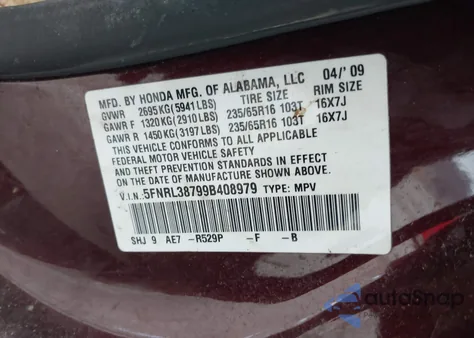 MFD. BY HONDA MFG. OF ALABAMA, LLC 04/'09
GVWR 2695KG(5941LBS) TIRE SIZE RIM SIZE
GAWR F 1320KG(2910LBS) 235/65R16 103T 16X7J
GAWR R 1450KG(3197LBS) 235/65R16 103T 16X7J
THIS VEHICLE CONFORMS TO ALL APPLICABLE
FEDERAL MOTOR VEHICLE SAFETY, BUMPER,
AND THEFT PREVENTION STANDARDS IN EFFECT
ON THE DATE OF MANUFACTURE SHOWN ABOVE.
V.I.N.:5FNRL38799B408979 TYPE: MPV
SHJ 9 AE7 -R529P -F -B
autoSnap